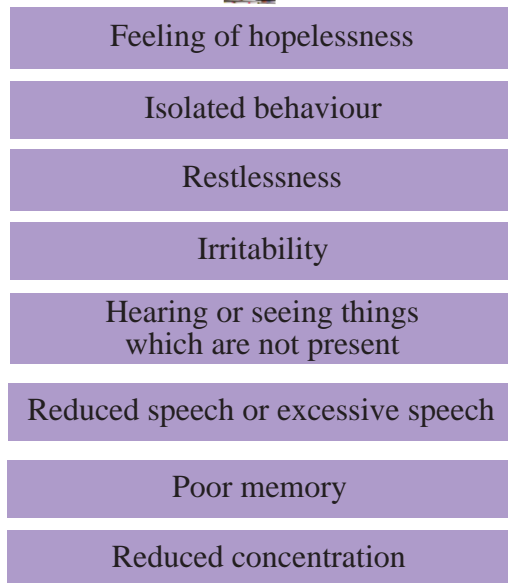 Feeling of hopelessness
Isolated behaviour
Restlessness
Irritability
Hearing or seeing things
which are not present
Reduced speech or excessive speech
Poor memory
Reduced concentration